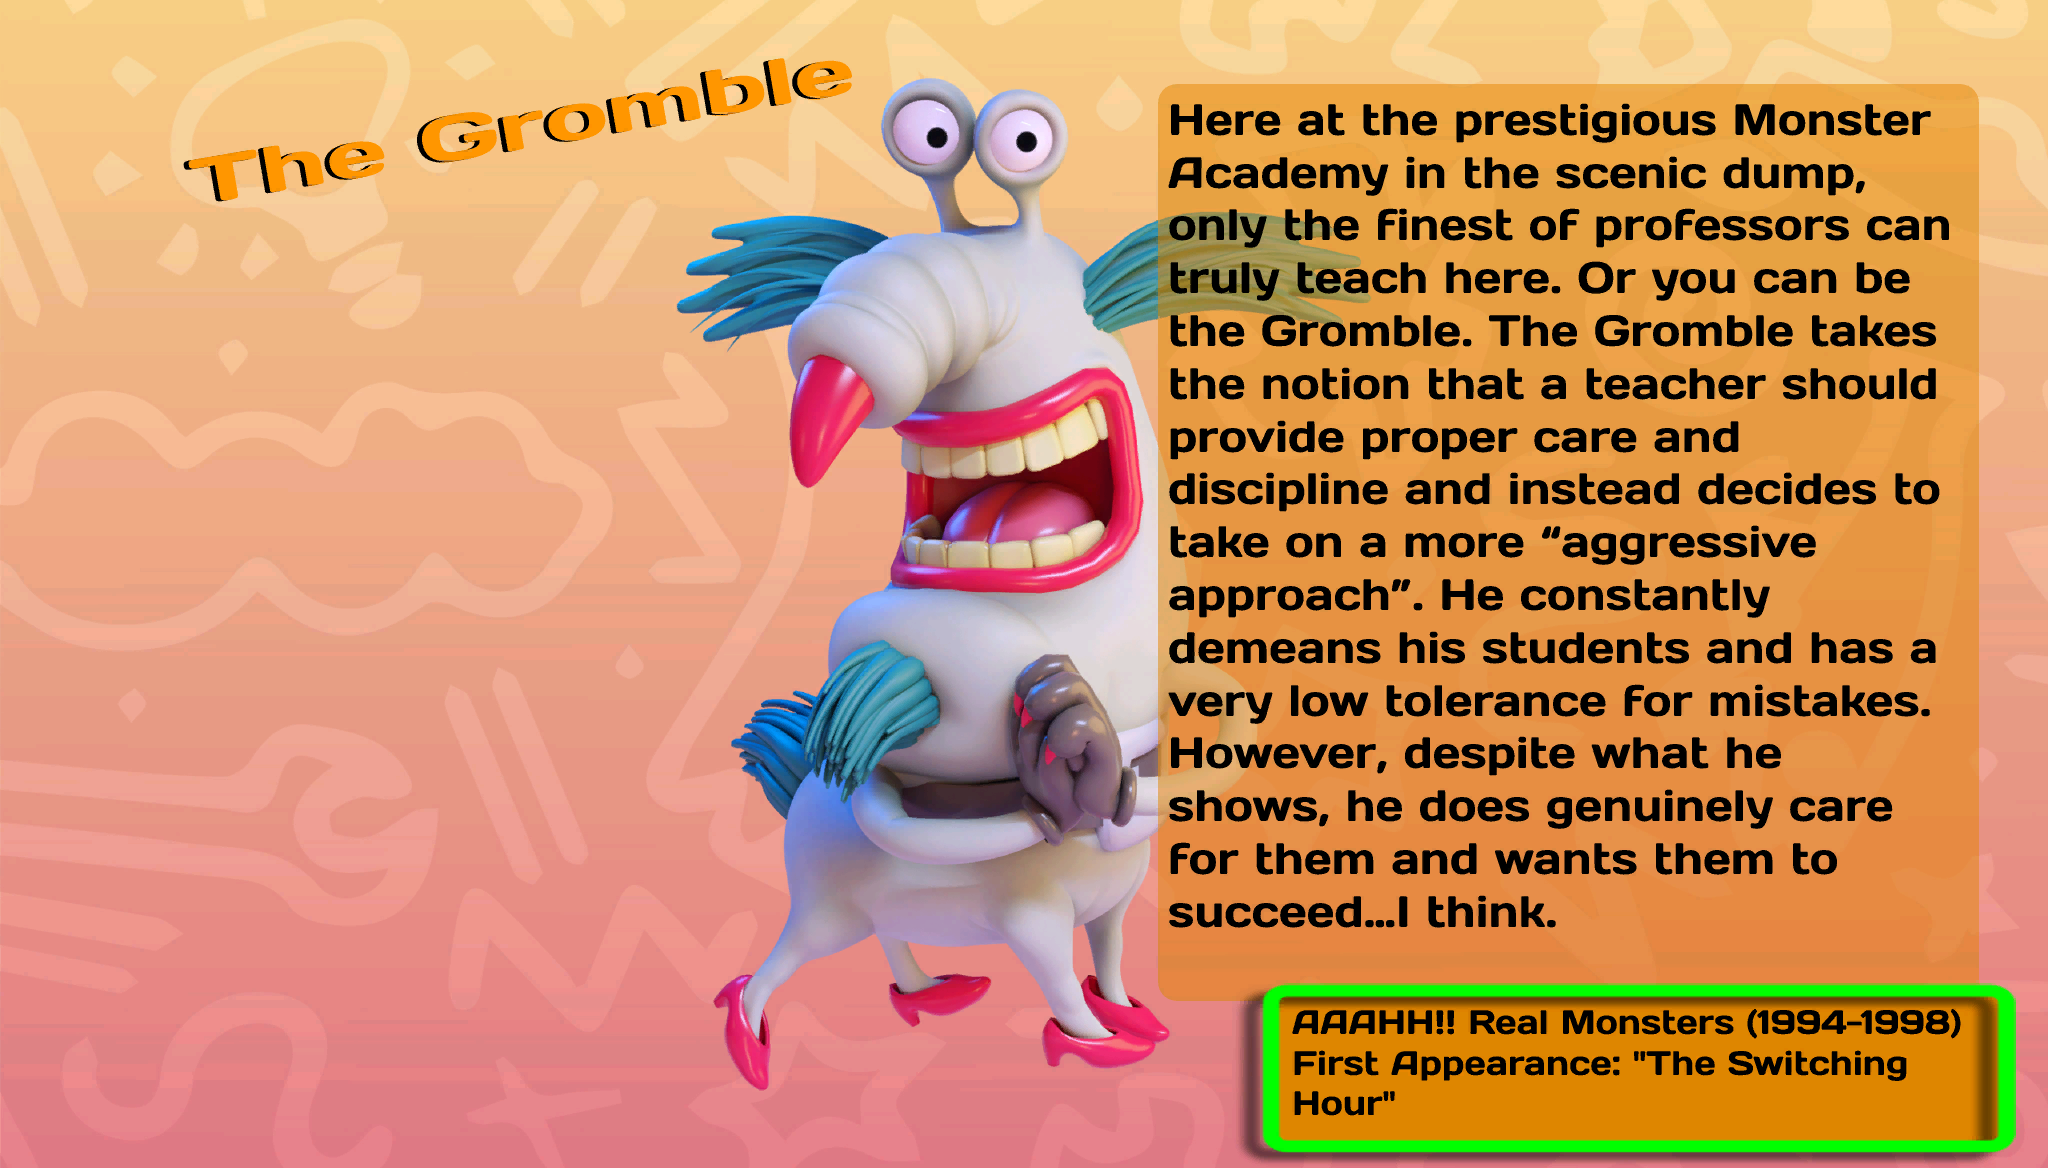 The Gromble
Here at the prestigious Monster
Academy in the scenic dump,
only the finest of professors can
truly teach here. Or you can be
the Gromble. The Gromble takes
the notion that a teacher should
provide proper care and
discipline and instead decides to
take on a more “aggressive
approach”. He constantly
demeans his students and has a
very low tolerance for mistakes.
However, despite what he
shows, he does genuinely care
for them and wants them to
succeed...I think.
AAAHH!! Real Monsters (1994-1998)
First Appearance: "The Switching
Hour"